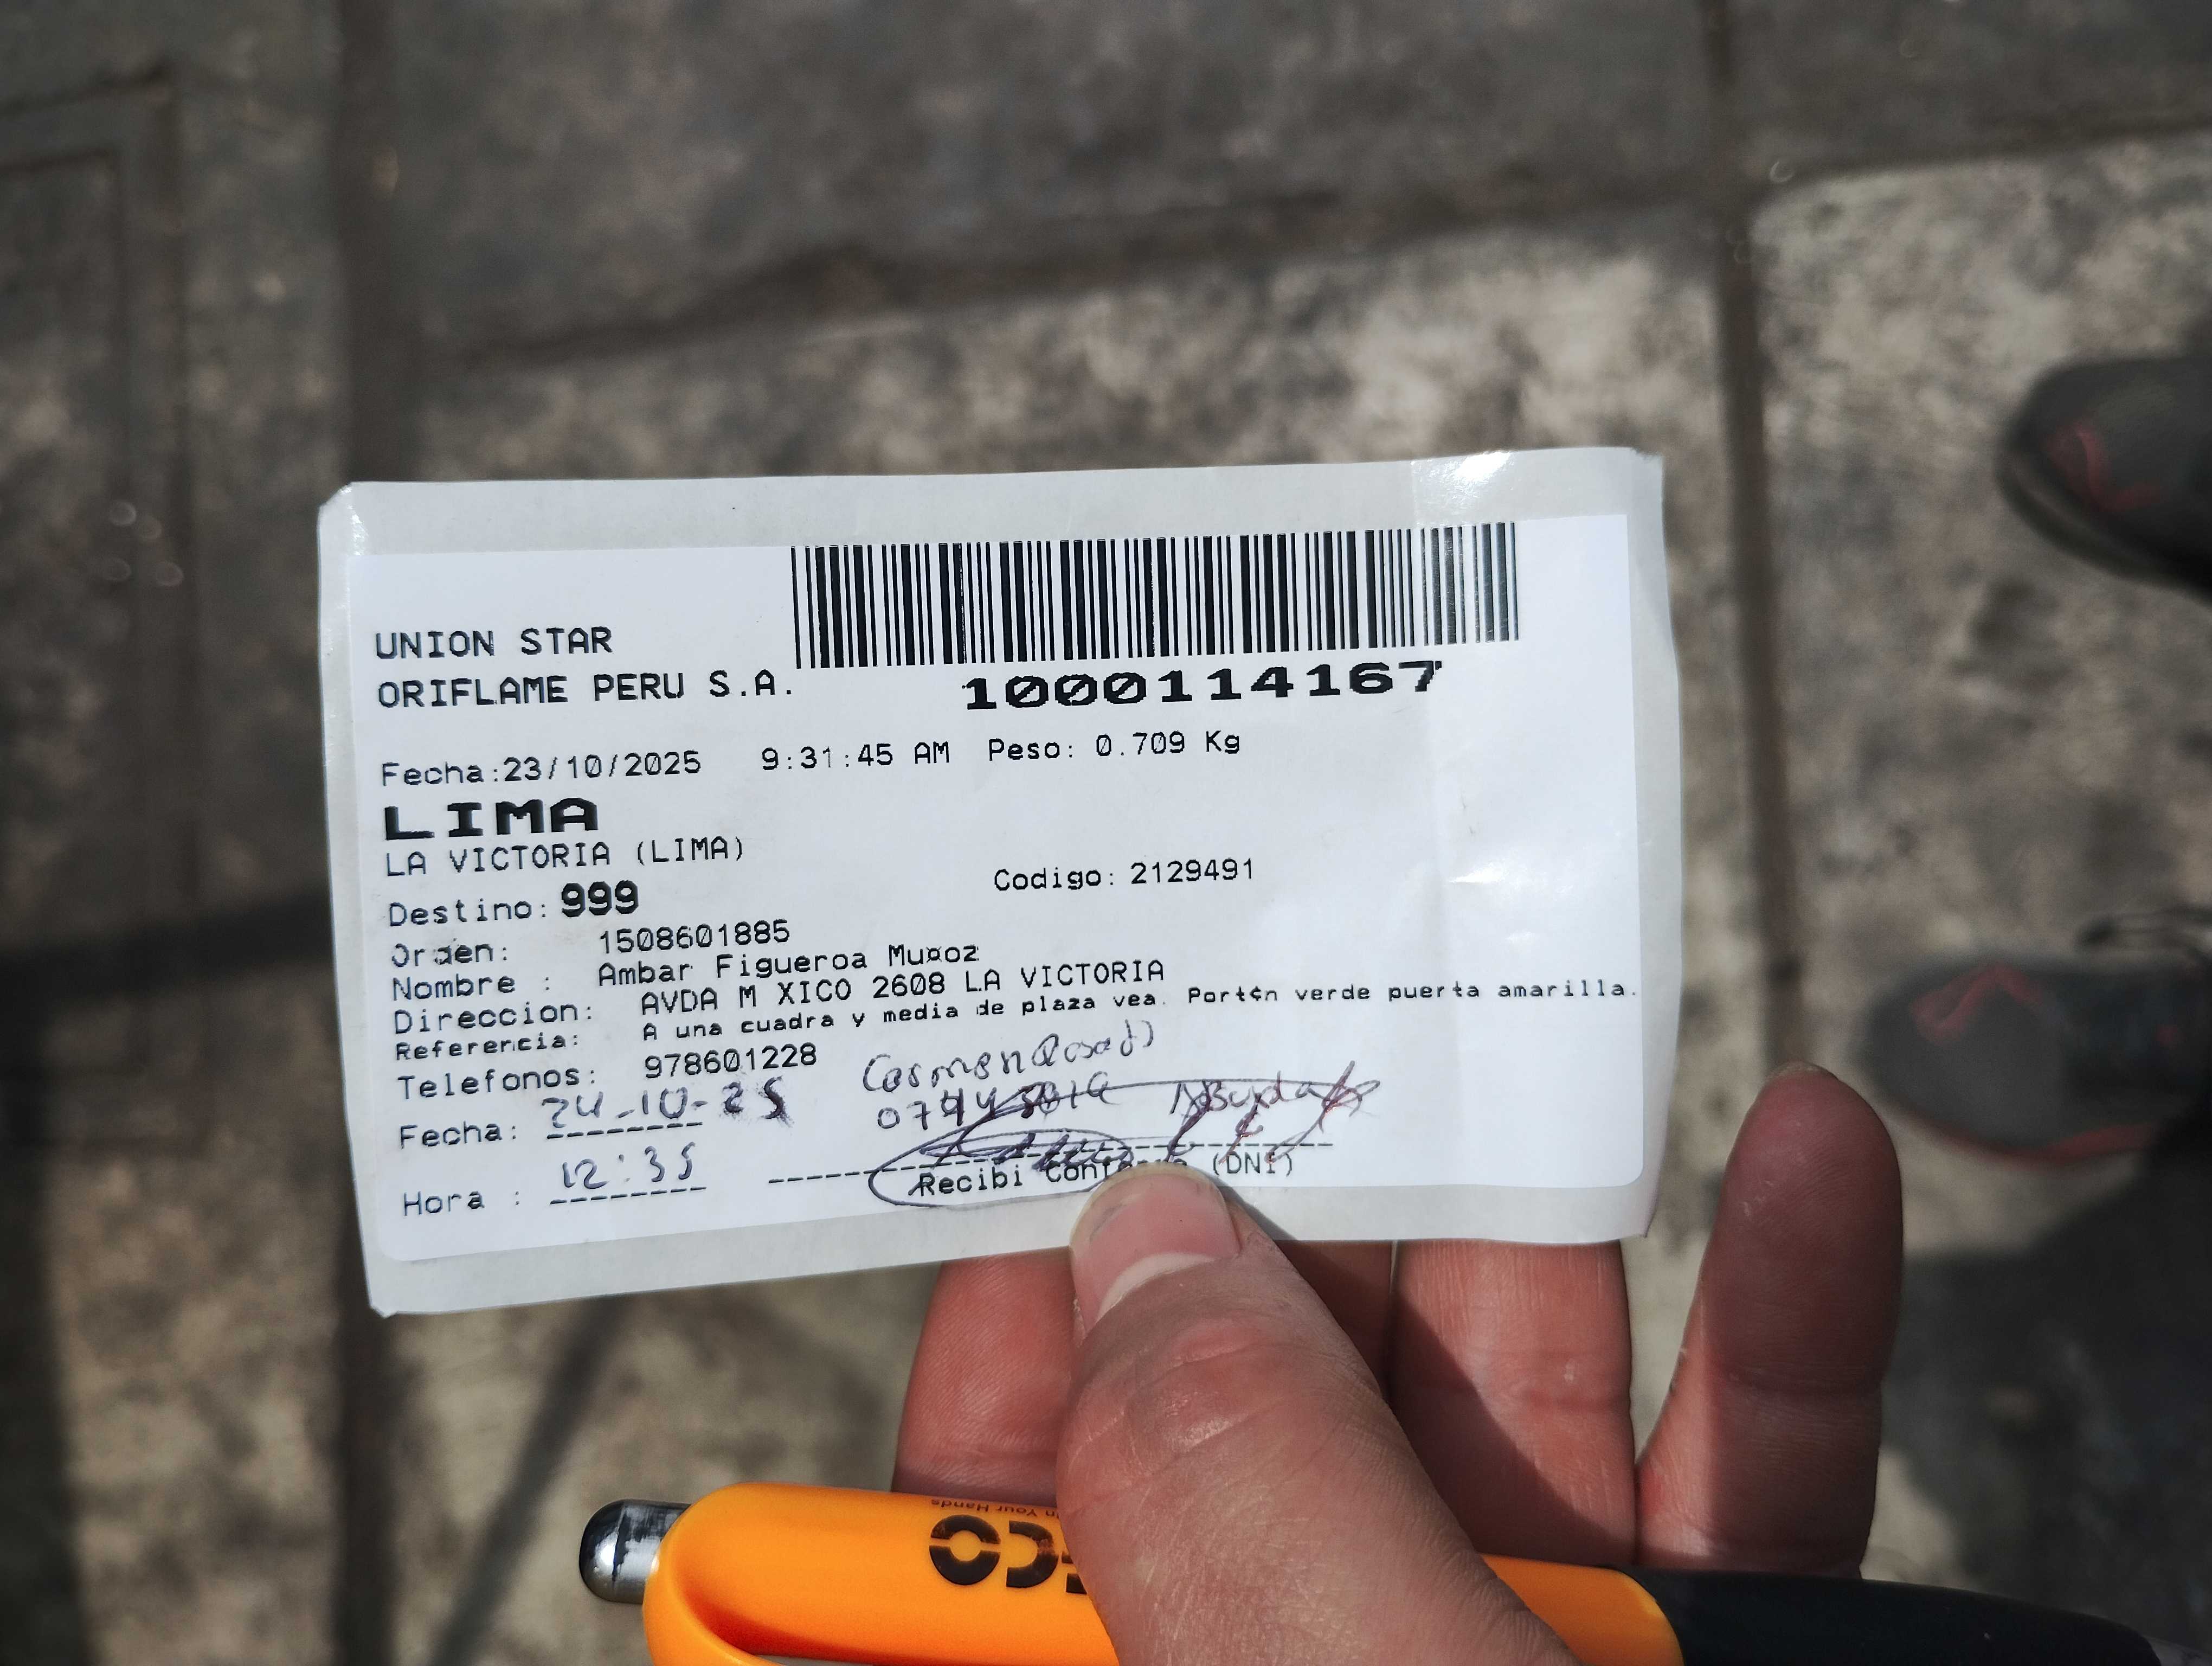 UNION STAR
ORIFLAME PERU S.A.
1000114167
Fecha:23/10/2025 9:31:45 AM Peso: 0.709 Kg
LIMA
LA VICTORIA (LIMA)
Destino: 999 Codigo: 2129491
Orden: 1508601885
Nombre : Ambar Figueroa Mu¤oz
Direccion: AVDA M XICO 2608 LA VICTORIA
Referencia: A una cuadra y media de plaza vea. Port¢n verde puerta amarilla.
Telefonos: 978601228
Fecha: 24-10-25
Hora : 12:35
Recibi (DNI)
In Your Hands